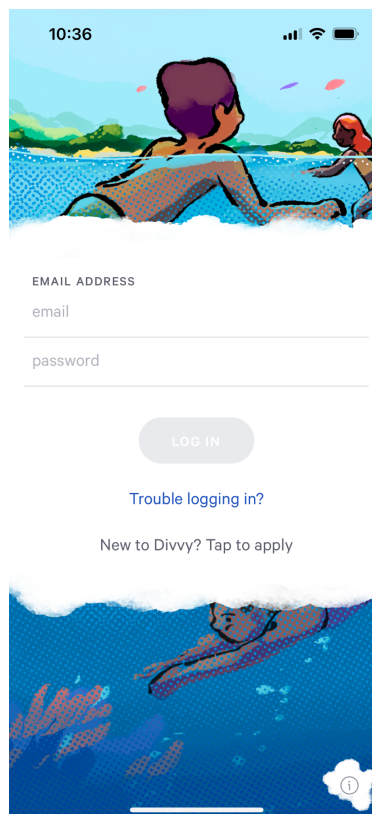 10:36
EMAIL ADDRESS
email
password
LOG IN
Trouble logging in?
New to Divvy? Tap to apply
i